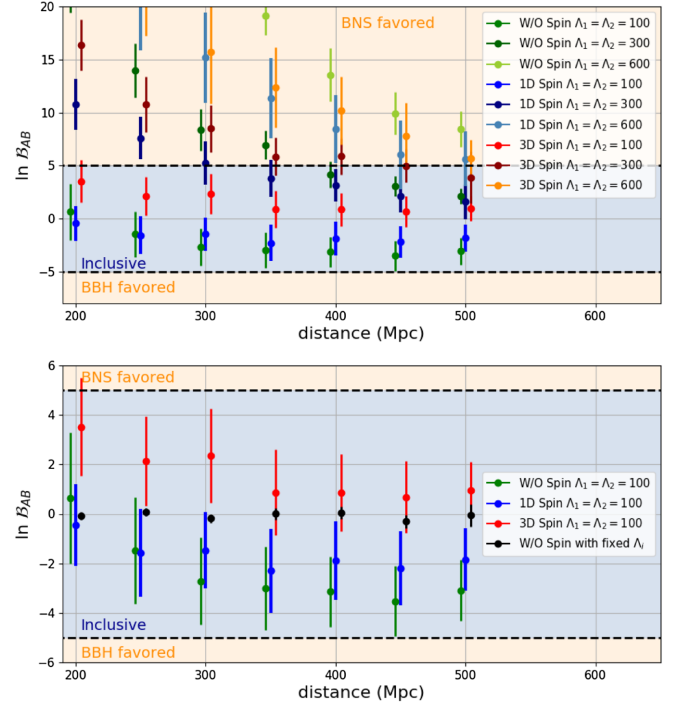 20
15
10
5
0
−5
ln 𝓑_AB
BNS favored
W/O Spin Λ₁ = Λ₂ = 100
W/O Spin Λ₁ = Λ₂ = 300
W/O Spin Λ₁ = Λ₂ = 600
1D Spin Λ₁ = Λ₂ = 100
1D Spin Λ₁ = Λ₂ = 300
1D Spin Λ₁ = Λ₂ = 600
3D Spin Λ₁ = Λ₂ = 100
3D Spin Λ₁ = Λ₂ = 300
3D Spin Λ₁ = Λ₂ = 600
Inclusive
BBH favored
200 300 400 500 600
distance (Mpc)
6
4
2
0
−2
−4
−6
ln 𝓑_AB
BNS favored
W/O Spin Λ₁ = Λ₂ = 100
1D Spin Λ₁ = Λ₂ = 100
3D Spin Λ₁ = Λ₂ = 100
W/O Spin with fixed Λᵢ
Inclusive
BBH favored
200 300 400 500 600
distance (Mpc)